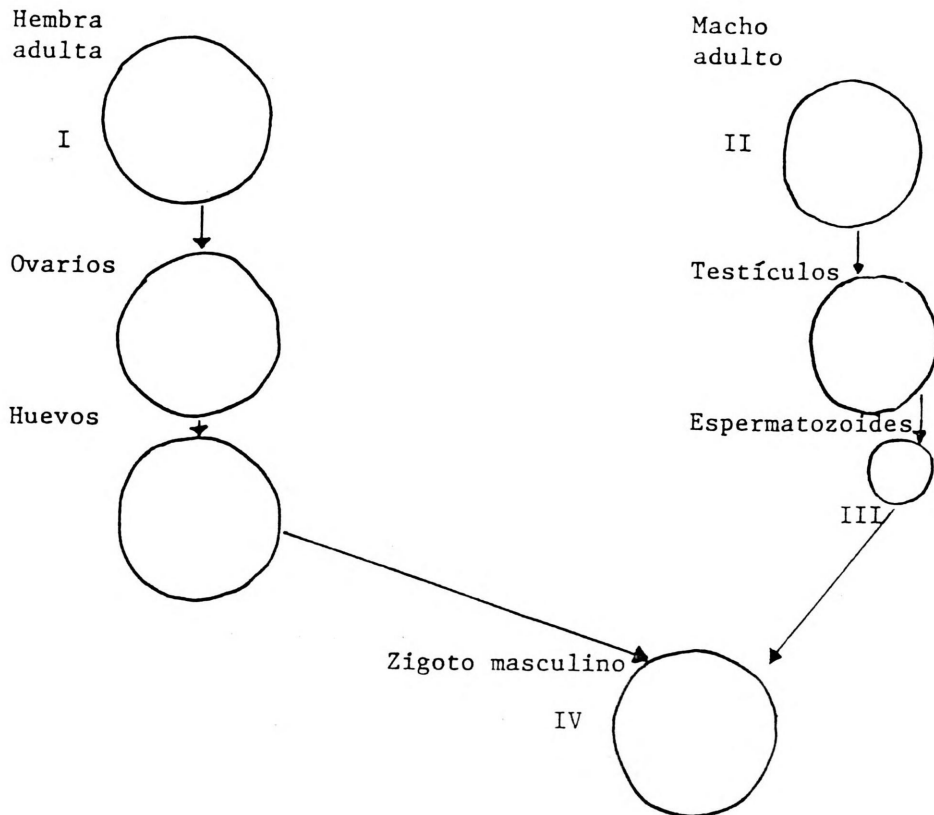 Hembra
adulta
I
Macho
adulto
II
Ovarios
Testículos
Huevos
Espermatozoides
III
Zigoto masculino
IV